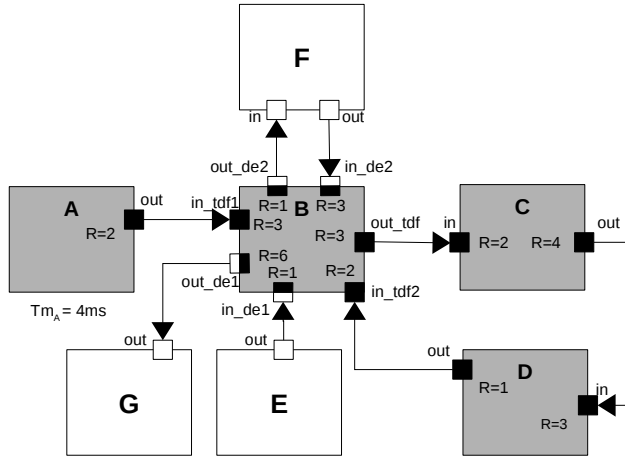 F
in
out
out_de2
in_de2
A
out
R=2
in_tdf1
R=1
B
R=3
R=3
R=3
out_tdf
in
C
R=2
R=4
out
R=6
out_de1
R=1
R=2
in_de1
in_tdf2
TmA = 4ms
out
G
out
E
out
D
R=1
in
R=3